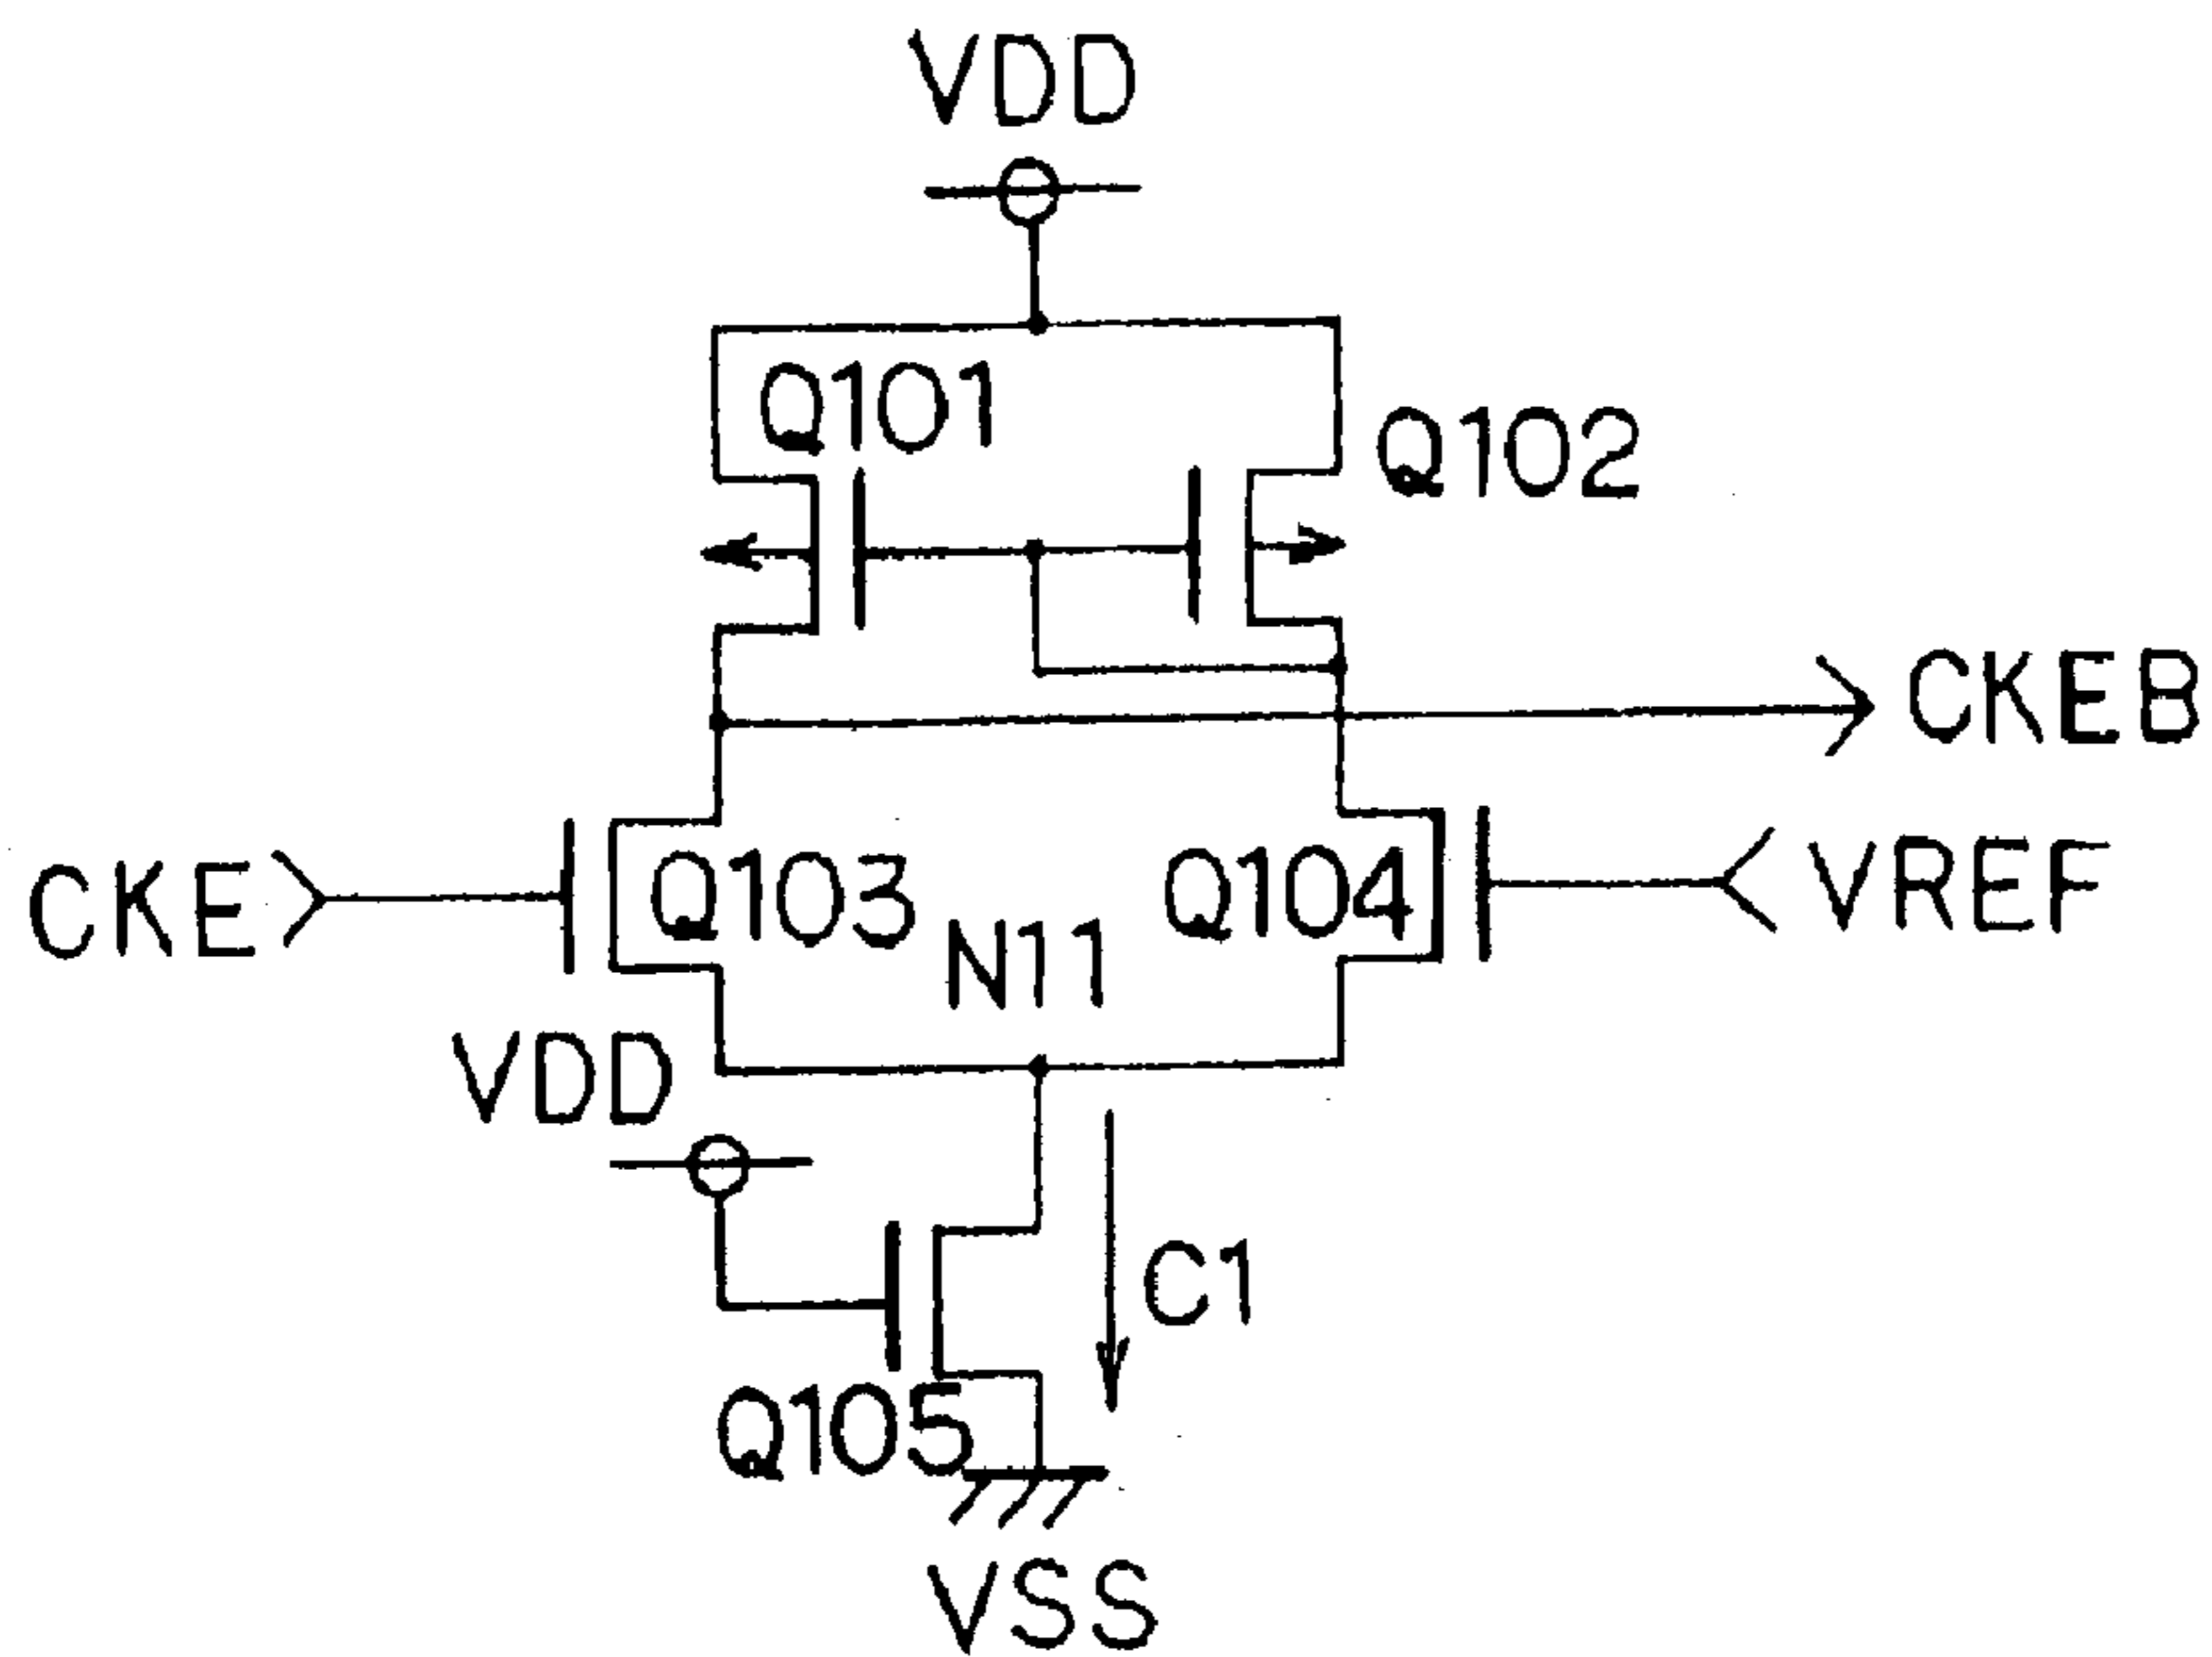 VDD
Q101
Q102
CKEB
CKE
Q103
Q104
VREF
N11
VDD
C1
Q105
VSS